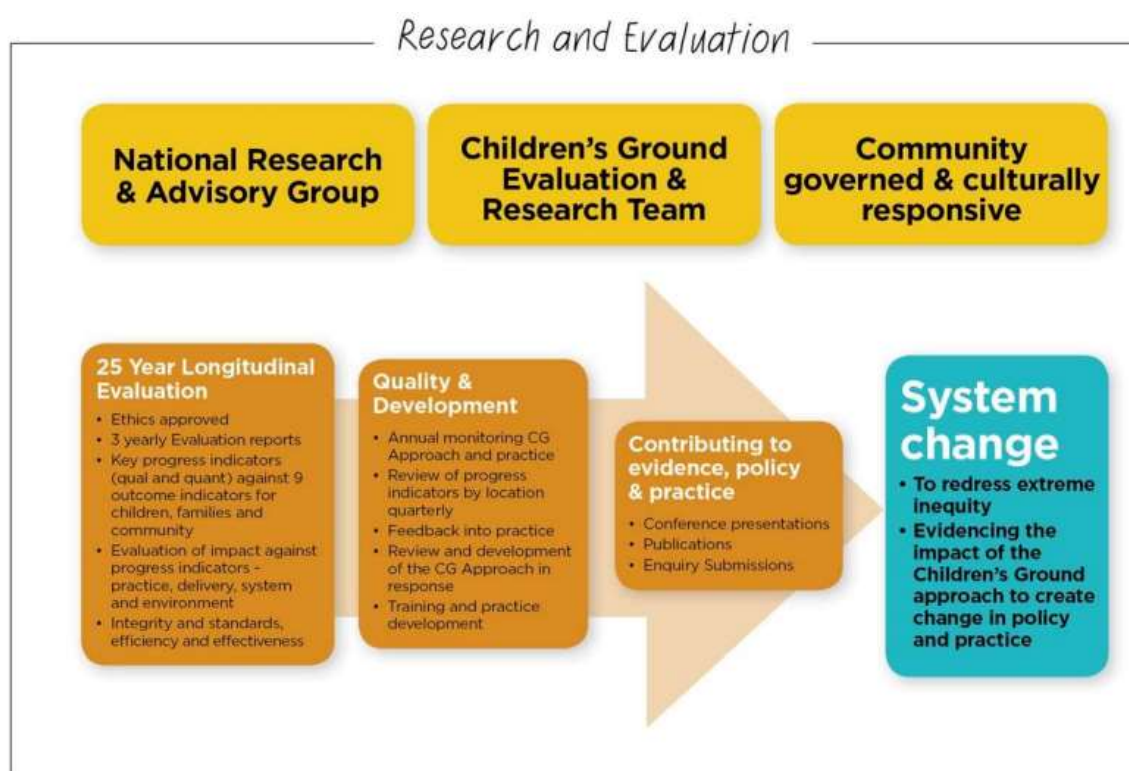 Research and Evaluation
National Research
& Advisory Group
Children's Ground
Evaluation &
Research Team
Community
governed & culturally
responsive
25 Year Longitudinal
Evaluation
• Ethics approved
• 3 yearly Evaluation reports
• Key progress indicators
(qual and quant) against 9
outcome indicators for
children, families and
community
• Evaluation of impact against
progress indicators –
practice, delivery, system
and environment
• Integrity and standards,
efficiency and effectiveness
Quality &
Development
• Annual monitoring CG
Approach and practice
• Review of progress
indicators by location
quarterly
• Feedback into practice
• Review and development
of the CG Approach in
response
• Training and practice
development
Contributing to
evidence, policy
& practice
• Conference presentations
• Publications
• Enquiry Submissions
System
change
• To redress extreme
inequity
• Evidencing the
impact of the
Children's Ground
approach to create
change in policy
and practice